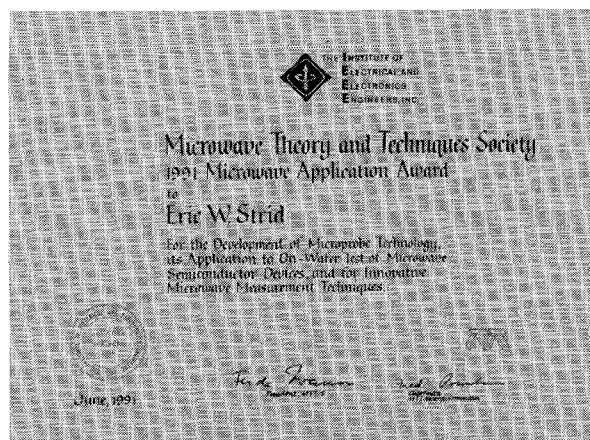 THE INSTITUTE OF
ELECTRICAL AND
ELECTRONICS
ENGINEERS, INC.
Microwave Theory and Techniques Society
1991 Microwave Application Award
to
Eric W. Strid
For the Development of Microprobe Technology,
its Application to On-Wafer Test of Microwave
Semiconductor Devices, and for Innovative
Microwave Measurment Techniques.
June, 1991